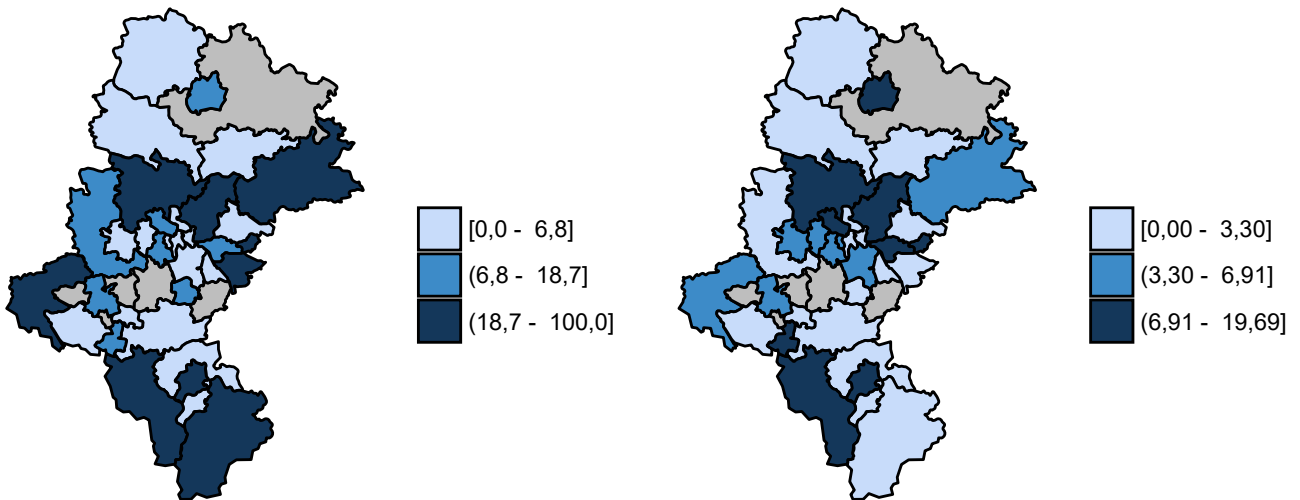 [0,0 - 6,8]
(6,8 - 18,7]
(18,7 - 100,0]
[0,00 - 3,30]
(3,30 - 6,91]
(6,91 - 19,69]